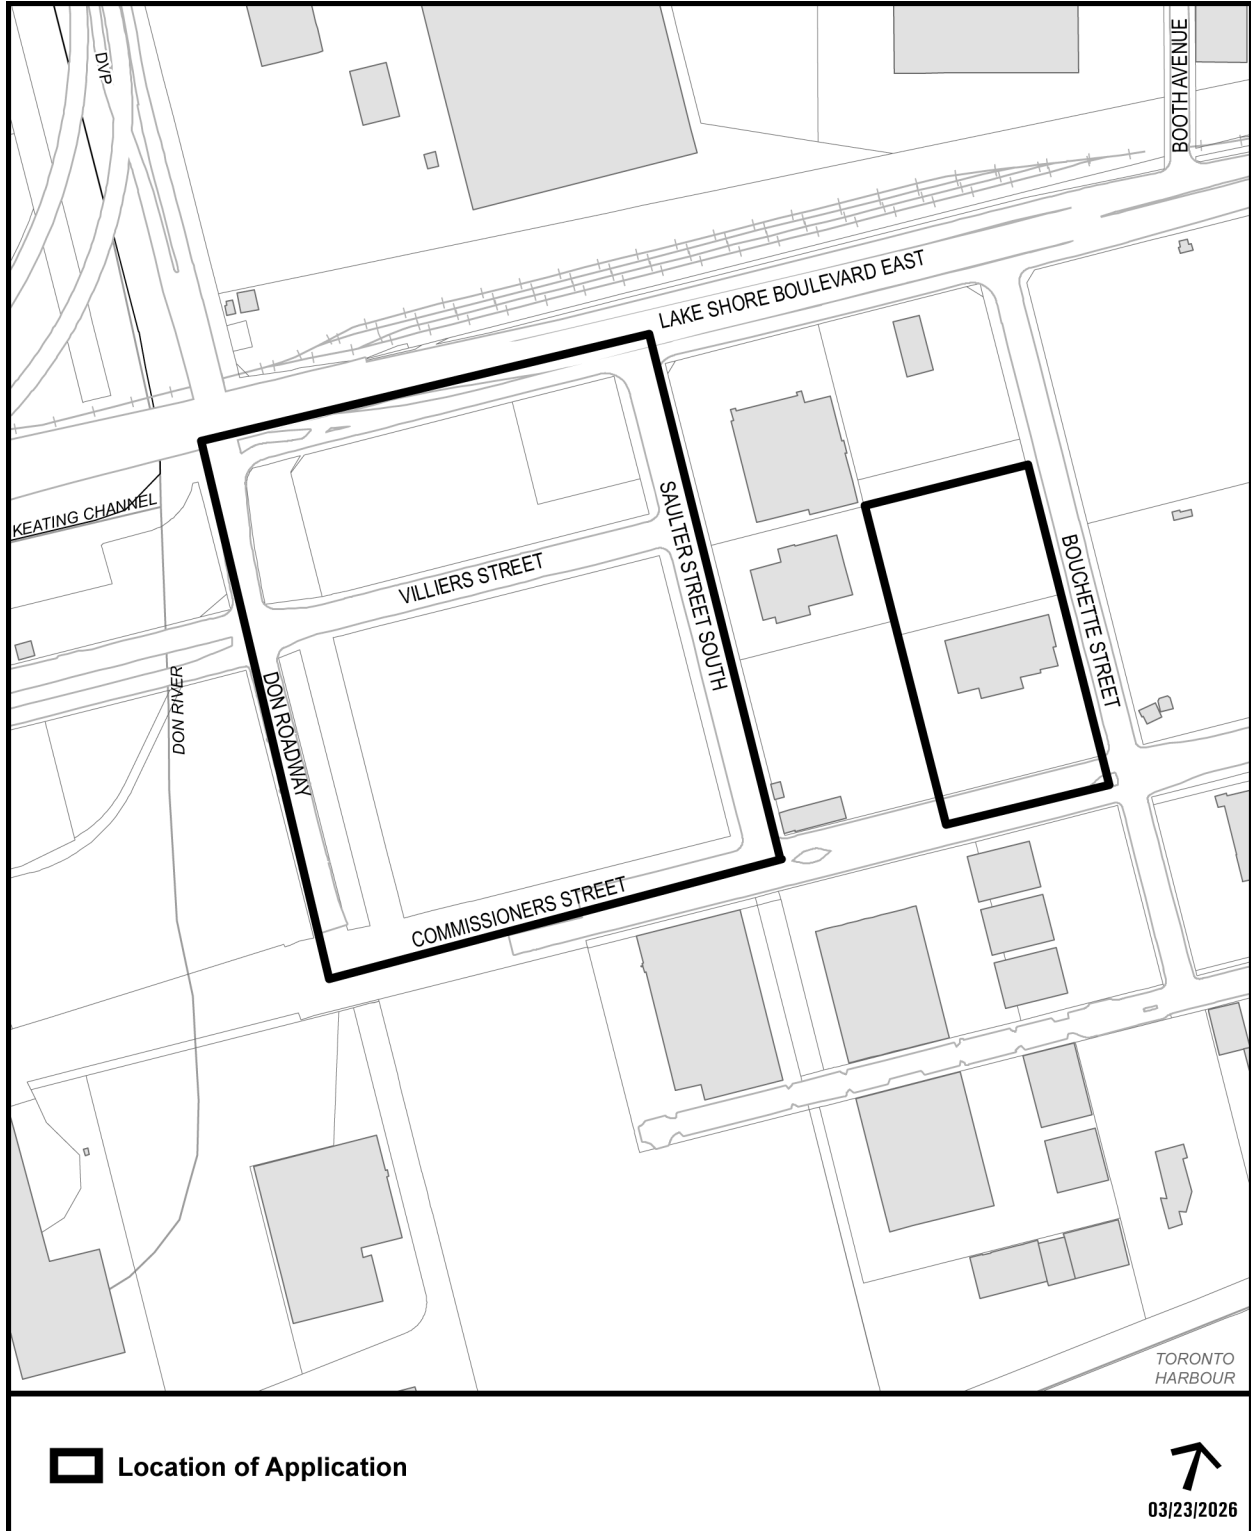 DVP
BOOTH AVENUE
LAKE SHORE BOULEVARD EAST
KEATING CHANNEL
SAULTER STREET SOUTH
VILLIERS STREET
BOUCHETTE STREET
DON RIVER
DON ROADWAY
COMMISSIONERS STREET
TORONTO
HARBOUR
Location of Application
03/23/2026